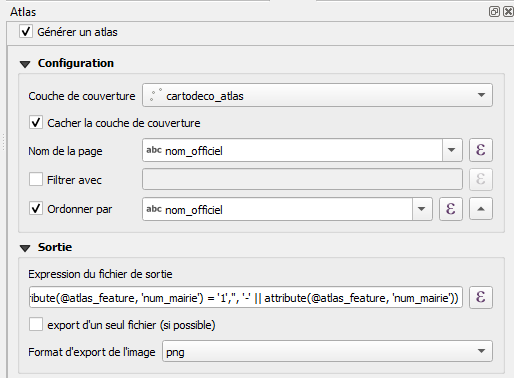 Atlas
Générer un atlas
Configuration
Couche de couverture cartodeco_atlas
Cacher la couche de couverture
Nom de la page abc nom_officiel ε
Filtrer avec ε
Ordonner par abc nom_officiel ε
Sortie
Expression du fichier de sortie
ribute(@atlas_feature, 'num_mairie') = '1','', '-' || attribute(@atlas_feature, 'num_mairie')) ε
export d'un seul fichier (si possible)
Format d'export de l'image png